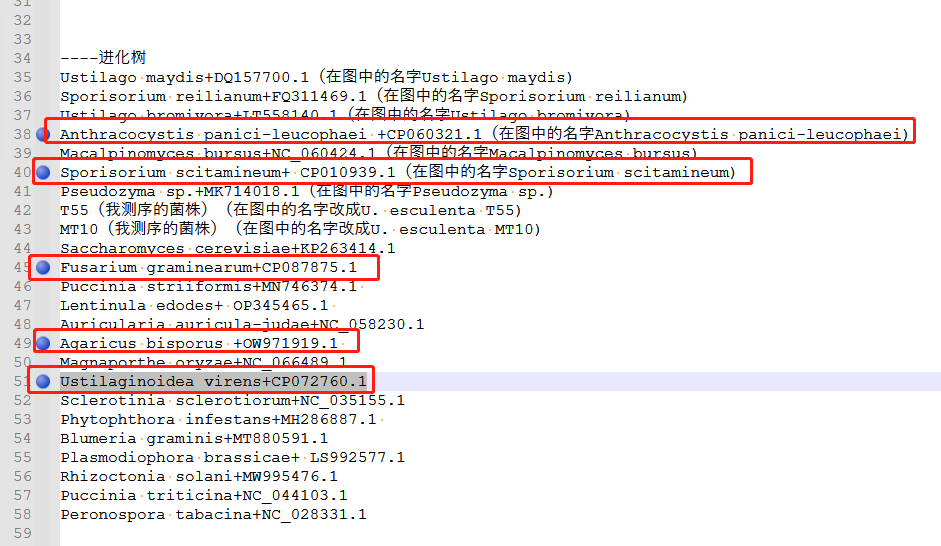 31
32
33
34 ----进化树
35 Ustilago maydis+DQ157700.1（在图中的名字Ustilago maydis)
36 Sporisorium reilianum+FQ311469.1（在图中的名字Sporisorium reilianum)
37 Ustilago bromivora+LT558140.1（在图中的名字Ustilago bromivora)
38 Anthracocystis panici-leucophaei +CP060321.1（在图中的名字Anthracocystis panici-leucophaei)
39 Macalpinomyces bursus+NC_060424.1（在图中的名字Macalpinomyces bursus)
40 Sporisorium scitamineum+ CP010939.1（在图中的名字Sporisorium scitamineum)
41 Pseudozyma sp.+MK714018.1（在图中的名字Pseudozyma sp.)
42 T55（我测序的菌株）（在图中的名字改成U. esculenta T55)
43 MT10（我测序的菌株）（在图中的名字改成U. esculenta MT10)
44 Saccharomyces cerevisiae+KP263414.1
45 Fusarium graminearum+CP087875.1
46 Puccinia striiformis+MN746374.1
47 Lentinula edodes+ OP345465.1
48 Auricularia auricula-judae+NC_058230.1
49 Agaricus bisporus +OW971919.1
50 Magnaporthe oryzae+NC_066489.1
51 Ustilaginoidea virens+CP072760.1
52 Sclerotinia sclerotiorum+NC_035155.1
53 Phytophthora infestans+MH286887.1
54 Blumeria graminis+MT880591.1
55 Plasmodiophora brassicae+ LS992577.1
56 Rhizoctonia solani+MW995476.1
57 Puccinia triticina+NC_044103.1
58 Peronospora tabacina+NC_028331.1
59